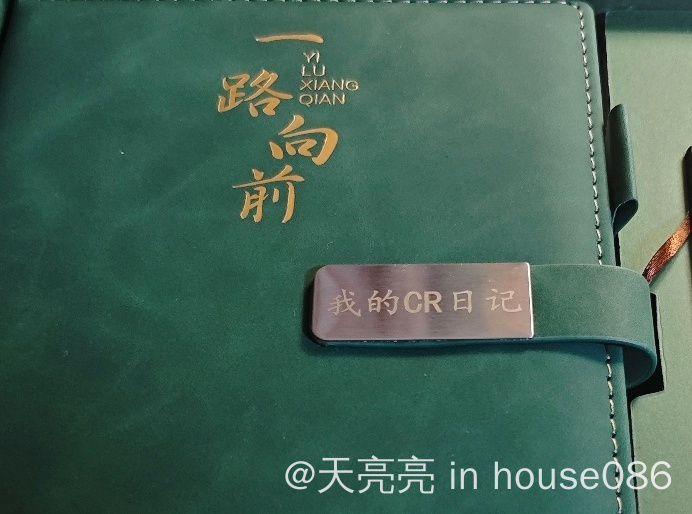 一
路
向
前
YI
LU
XIANG
QIAN
我的CR日记
@天亮亮 in house086